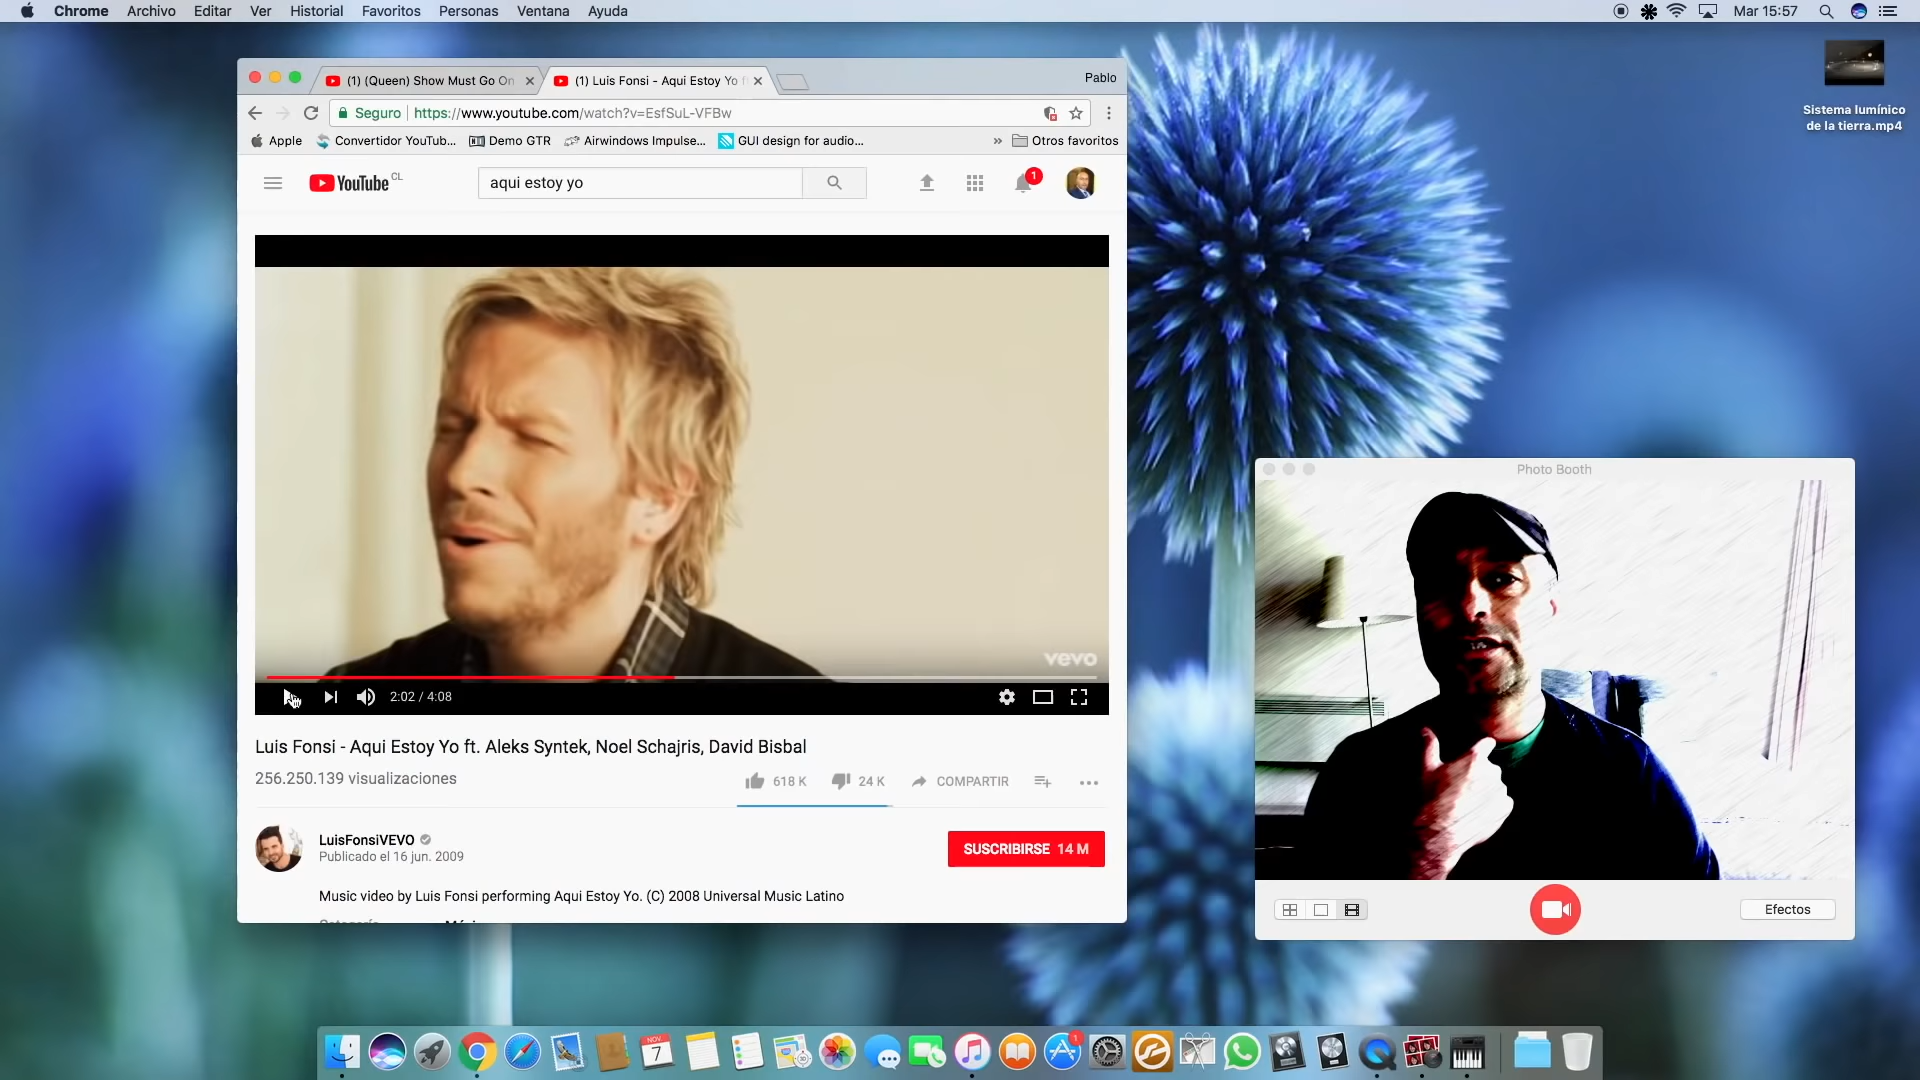 Chrome Archivo Editar Ver Historial Favoritos Personas Ventana Ayuda
Mar 15:57
Sistema lumínico
de la tierra.mp4
(1) (Queen) Show Must Go On
(1) Luis Fonsi - Aqui Estoy Yo f
Pablo
Seguro https://www.youtube.com/watch?v=EsfSuL-VFBw
Apple Convertidor YouTub... Demo GTR Airwindows Impulse... GUI design for audio... » Otros favoritos
YouTube CL
aqui estoy yo
1
vevo
2:02 / 4:08
Luis Fonsi - Aqui Estoy Yo ft. Aleks Syntek, Noel Schajris, David Bisbal
256.250.139 visualizaciones
618 K 24 K COMPARTIR
LuisFonsiVEVO
Publicado el 16 jun. 2009
SUSCRIBIRSE 14 M
Music video by Luis Fonsi performing Aqui Estoy Yo. (C) 2008 Universal Music Latino
Photo Booth
Efectos
NOV
7
3D
1